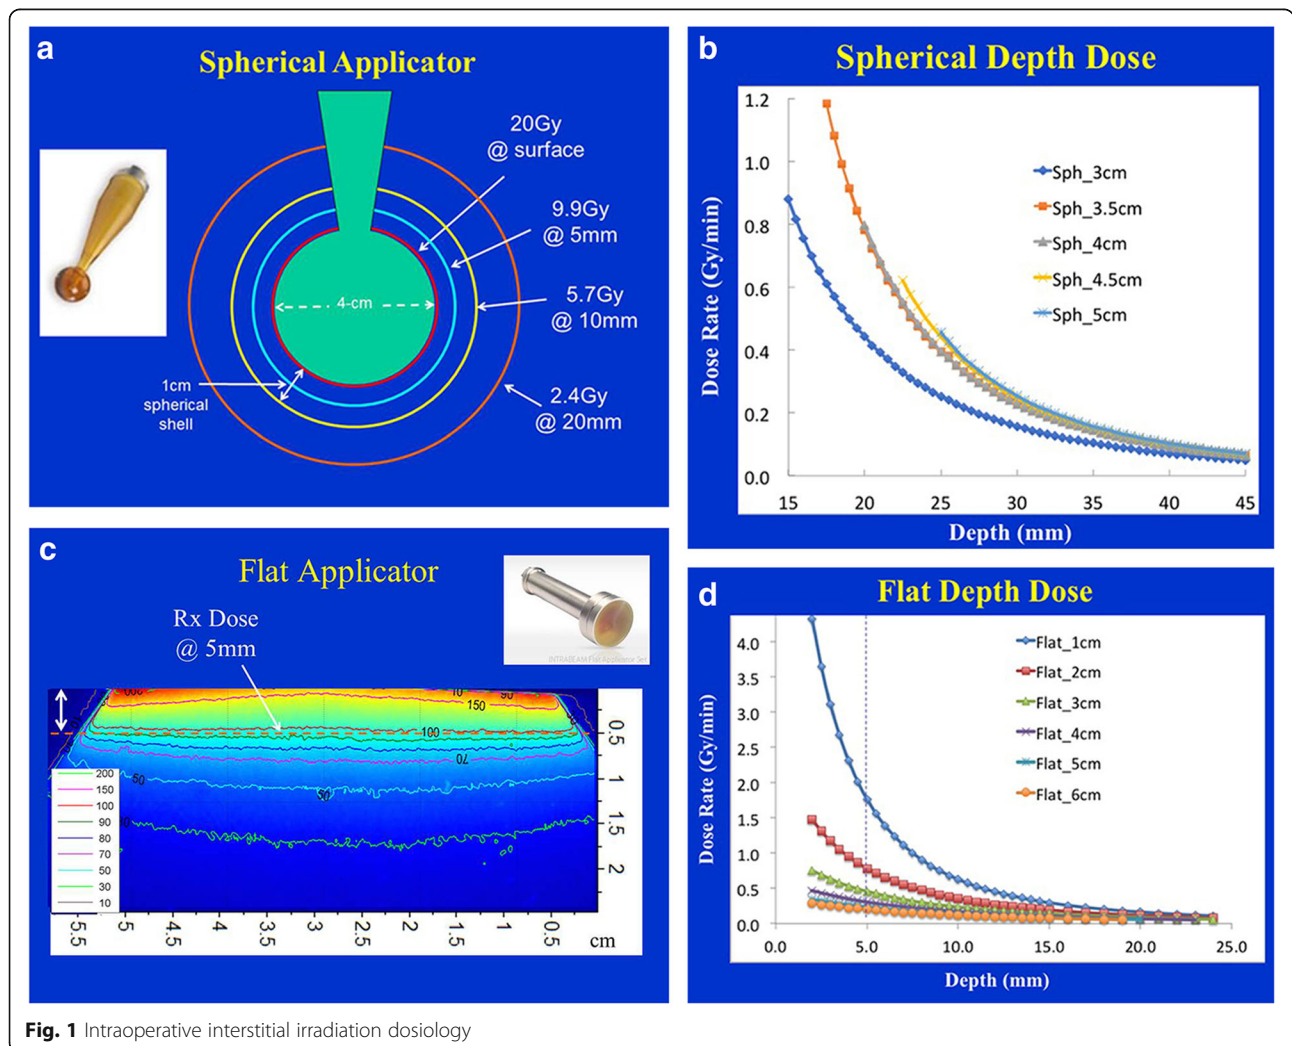 a
Spherical Applicator
20Gy
@ surface
9.9Gy
@ 5mm
5.7Gy
@ 10mm
2.4Gy
@ 20mm
4-cm
1cm
spherical
shell
b
Spherical Depth Dose
Dose Rate (Gy/min)
1.2
1.0
0.8
0.6
0.4
0.2
0.0
15 20 25 30 35 40 45
Depth (mm)
Sph_3cm
Sph_3.5cm
Sph_4cm
Sph_4.5cm
Sph_5cm
c
Flat Applicator
Rx Dose
@ 5mm
INTRABEAM Flat Applicator Set
200
10
90
150
100
70
50
50
200
150
100
90
80
70
50
30
10
0.5
1
1.5
2
5.5 5 4.5 4 3.5 3 2.5 2 1.5 1 0.5 cm
d
Flat Depth Dose
Dose Rate (Gy/min)
4.0
3.5
3.0
2.5
2.0
1.5
1.0
0.5
0.0
0.0 5.0 10.0 15.0 20.0 25.0
Depth (mm)
Flat_1cm
Flat_2cm
Flat_3cm
Flat_4cm
Flat_5cm
Flat_6cm
Fig. 1 Intraoperative interstitial irradiation dosiology